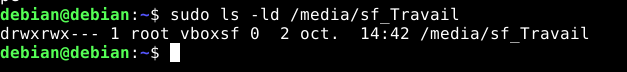 debian@debian:~$ sudo ls -ld /media/sf_Travail
drwxrwx--- 1 root vboxsf 0  2 oct.  14:42 /media/sf_Travail
debian@debian:~$